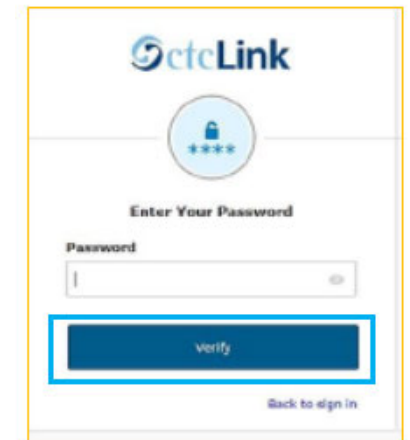 ctcLink
****
Enter Your Password
Password
Verify
Back to sign in